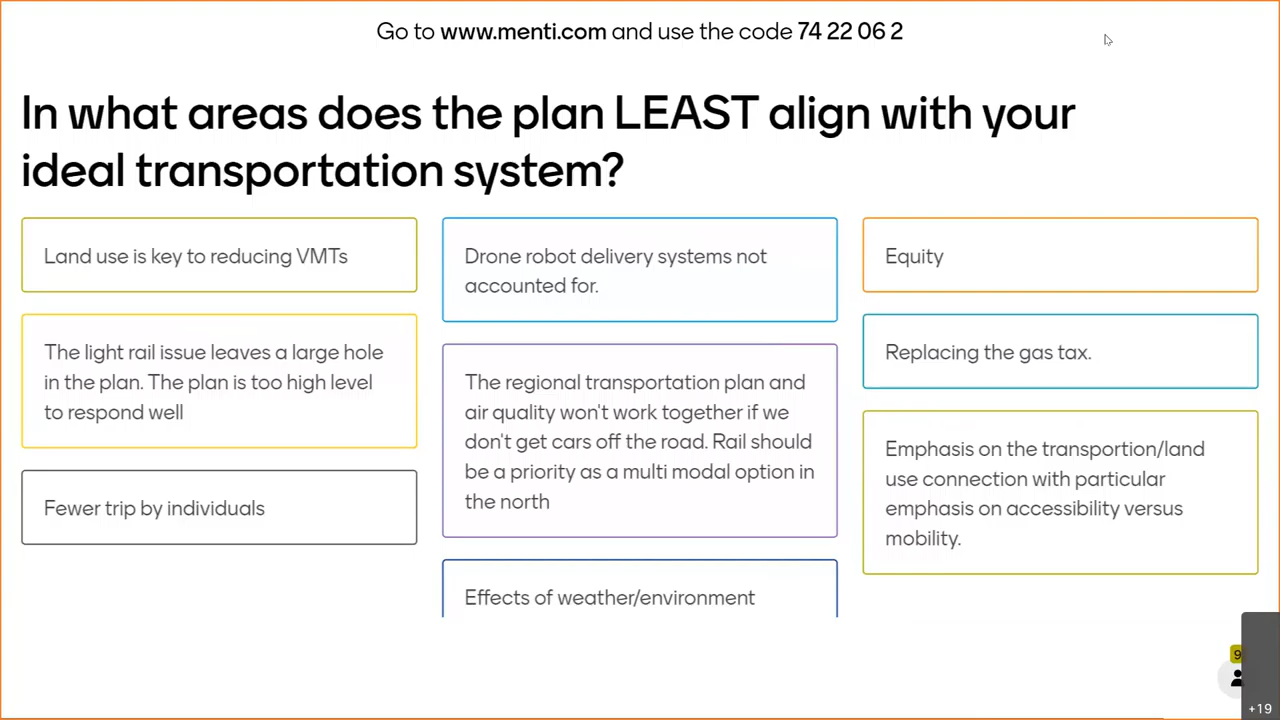 Go to www.menti.com and use the code 74 22 06 2
In what areas does the plan LEAST align with your
ideal transportation system?
Land use is key to reducing VMTs
The light rail issue leaves a large hole
in the plan. The plan is too high level
to respond well
Fewer trip by individuals
Drone robot delivery systems not
accounted for.
The regional transportation plan and
air quality won't work together if we
don't get cars off the road. Rail should
be a priority as a multi modal option in
the north
Effects of weather/environment
Equity
Replacing the gas tax.
Emphasis on the transportion/land
use connection with particular
emphasis on accessibility versus
mobility.
9
+19